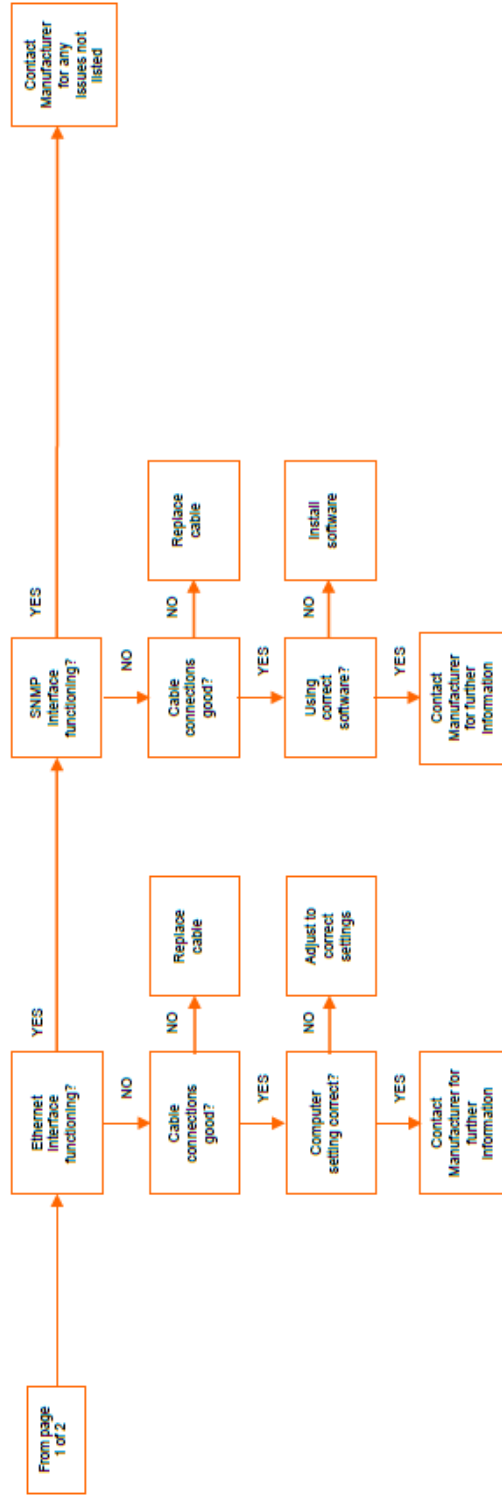 From page
1 of 2
Ethernet
Interface
functioning?
YES
NO
Cable
connections
good?
NO
Replace
cable
YES
Computer
setting correct?
NO
Adjust to
correct
settings
YES
Contact
Manufacturer for
further
Information
SNMP
Interface
functioning?
YES
NO
Cable
connections
good?
NO
Replace
cable
YES
Using
correct
software?
NO
Install
software
YES
Contact
Manufacturer
for further
Information
Contact
Manufacturer
for any
Issues not
listed